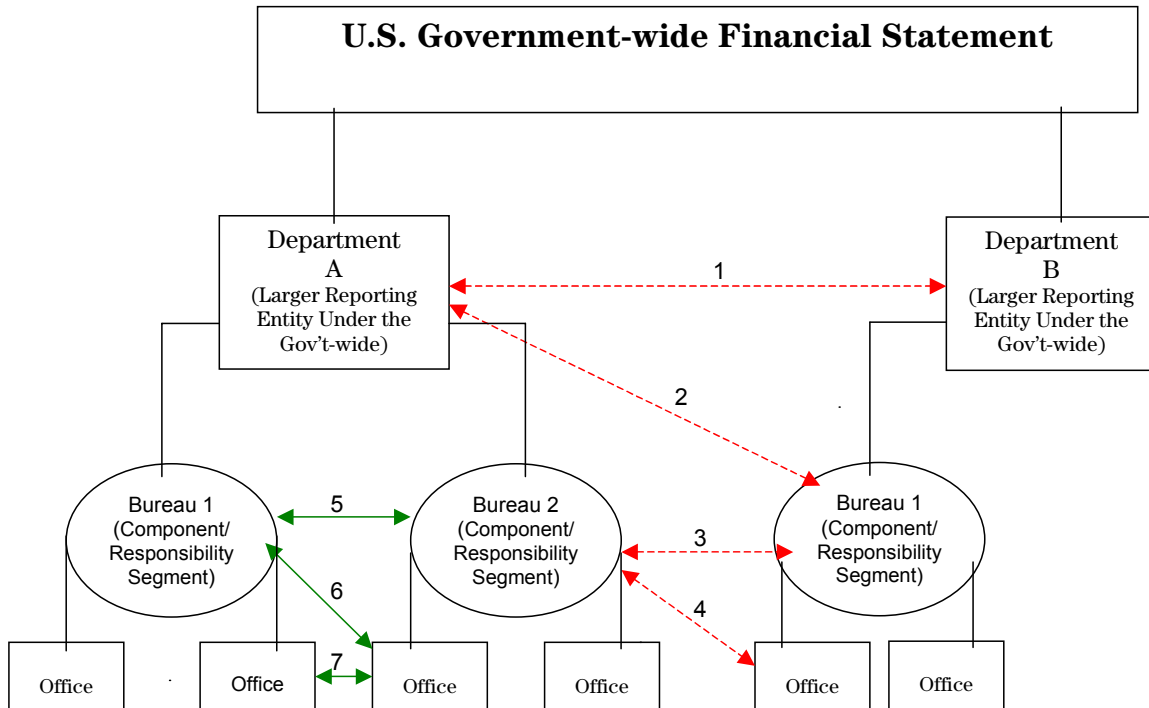 U.S. Government-wide Financial Statement
Department
A
(Larger Reporting
Entity Under the
Gov't-wide)
Department
B
(Larger Reporting
Entity Under the
Gov't-wide)
1
2
Bureau 1
(Component/
Responsibility
Segment)
5
Bureau 2
(Component/
Responsibility
Segment)
3
Bureau 1
(Component/
Responsibility
Segment)
6
4
7
Office
Office
Office
Office
Office
Office